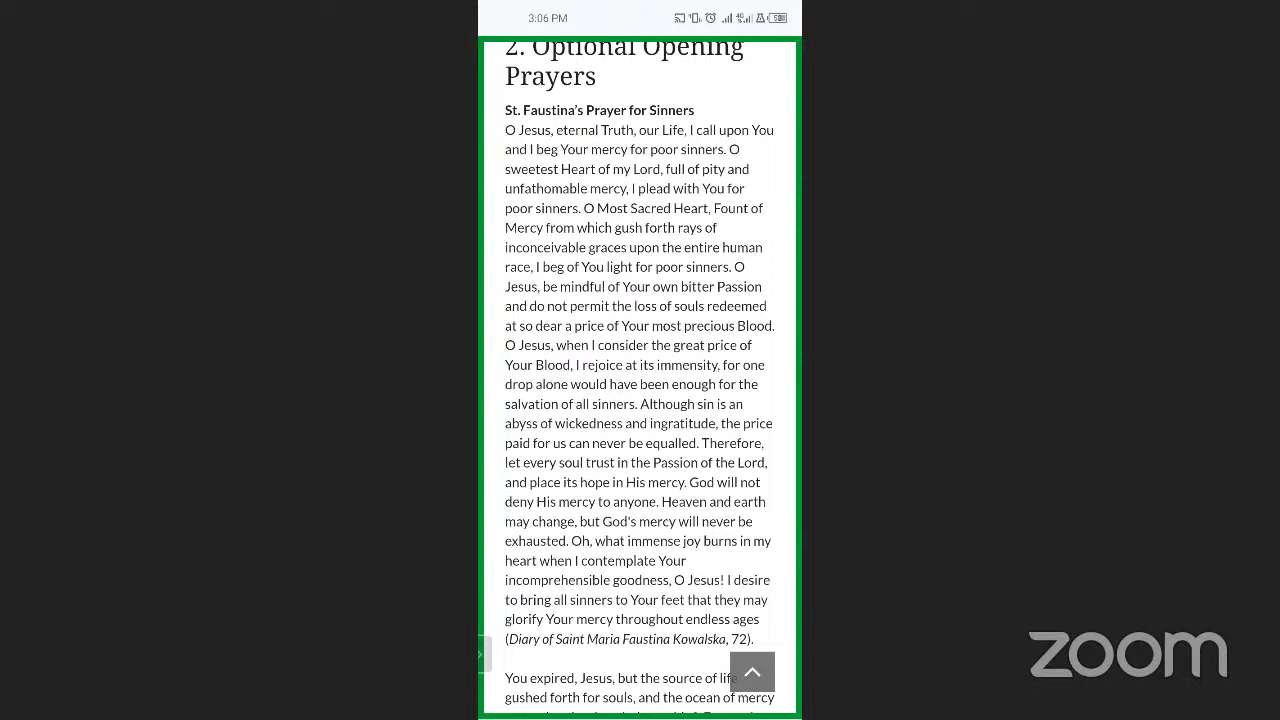 3:06 PM
2. Optional Opening
Prayers
St. Faustina’s Prayer for Sinners
O Jesus, eternal Truth, our Life, I call upon You
and I beg Your mercy for poor sinners. O
sweetest Heart of my Lord, full of pity and
unfathomable mercy, I plead with You for
poor sinners. O Most Sacred Heart, Fount of
Mercy from which gush forth rays of
inconceivable graces upon the entire human
race, I beg of You light for poor sinners. O
Jesus, be mindful of Your own bitter Passion
and do not permit the loss of souls redeemed
at so dear a price of Your most precious Blood.
O Jesus, when I consider the great price of
Your Blood, I rejoice at its immensity, for one
drop alone would have been enough for the
salvation of all sinners. Although sin is an
abyss of wickedness and ingratitude, the price
paid for us can never be equalled. Therefore,
let every soul trust in the Passion of the Lord,
and place its hope in His mercy. God will not
deny His mercy to anyone. Heaven and earth
may change, but God's mercy will never be
exhausted. Oh, what immense joy burns in my
heart when I contemplate Your
incomprehensible goodness, O Jesus! I desire
to bring all sinners to Your feet that they may
glorify Your mercy throughout endless ages
(Diary of Saint Maria Faustina Kowalska, 72).
You expired, Jesus, but the source of life
gushed forth for souls, and the ocean of mercy
zoom